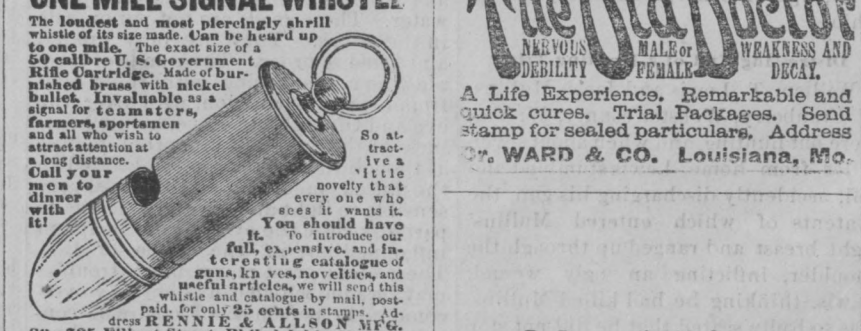 ONE MILE SIGNAL WHISTLE
The loudest and most piercingly shrill
whistle of its size made. Can be heard up
to one mile. The exact size of a
50 calibre U. S. Government
Rifle Cartridge. Made of bur-
nished brass with nickel
bullet. Invaluable as a
signal for teamsters,
farmers, sportsmen
and all who wish to
attract attention at
a long distance.
Call your
men to
dinner
with
it!
So at-
tract-
ive a
little
novelty that
every one who
sees it wants it.
You should have
it. To introduce our
full, expensive, and in-
teresting catalogue of
guns, kn ves, novelties, and
useful articles, we will send this
whistle and catalogue by mail, post-
paid, for only 25 cents in stamps. Ad-
dress RENNIE & ALLSON MFG.
The Old Doctor
NERVOUS DEBILITY
MALE or FEMALE
WEAKNESS AND DECAY.
A Life Experience. Remarkable and
quick cures. Trial Packages. Send
stamp for sealed particulars. Address
Dr. WARD & CO. Louisiana, Mo.